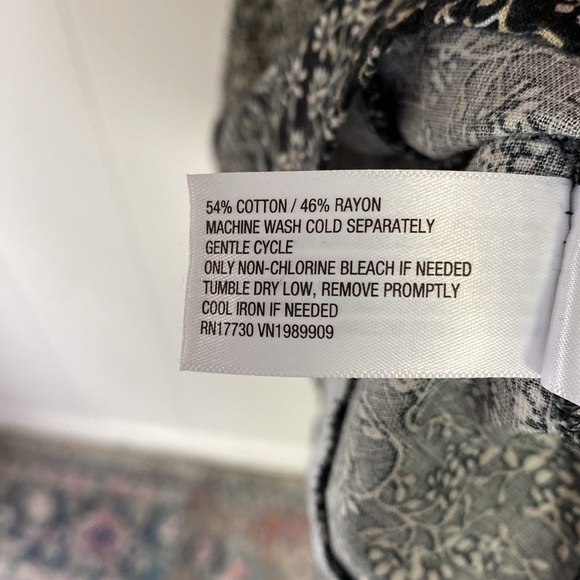 54% COTTON / 46% RAYON
MACHINE WASH COLD SEPARATELY
GENTLE CYCLE
ONLY NON-CHLORINE BLEACH IF NEEDED
TUMBLE DRY LOW, REMOVE PROMPTLY
COOL IRON IF NEEDED
RN17730 VN1989909